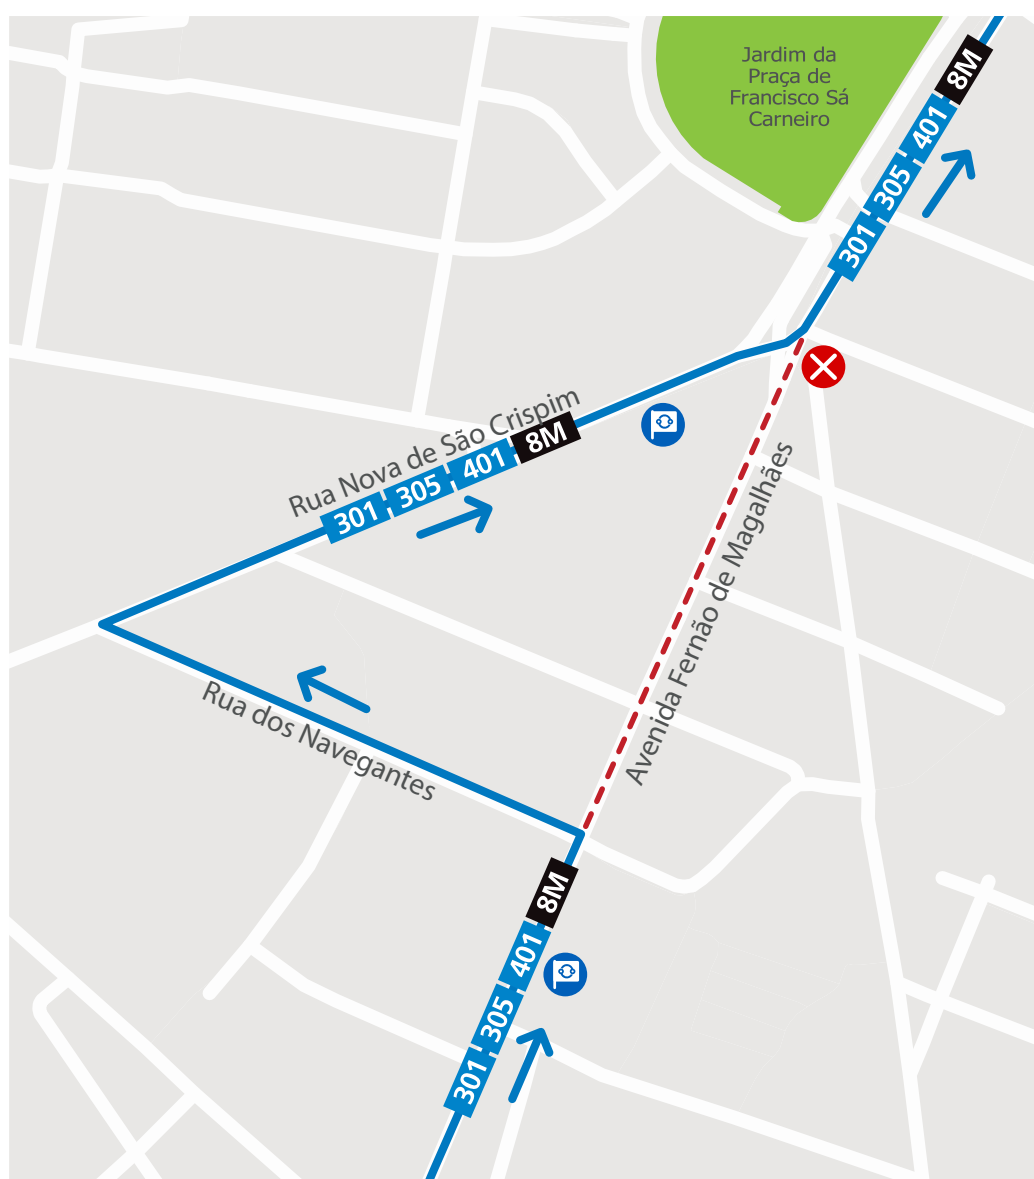 Jardim da
Praça de
Francisco Sá
Carneiro
301 305 401 8M
Rua Nova de São Crispim
301 305 401 8M
Avenida Fernão de Magalhães
Rua dos Navegantes
301 305 401 8M